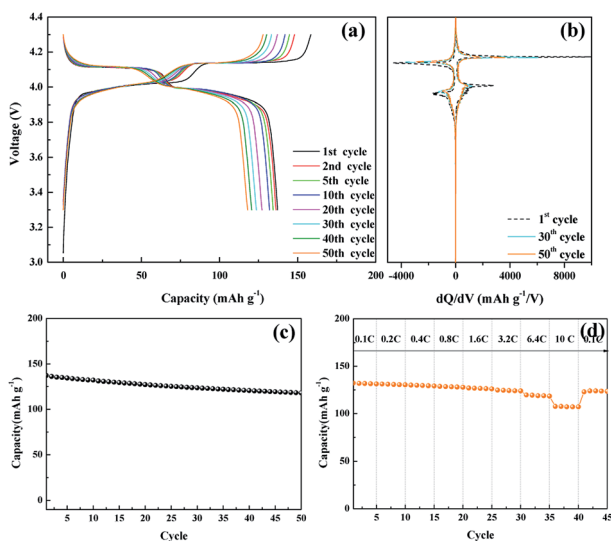 (a)
4.4
4.2
4.0
3.8
3.6
3.4
3.2
3.0
Voltage (V)
1st cycle
2nd cycle
5th cycle
10th cycle
20th cycle
30th cycle
40th cycle
50th cycle
0 50 100 150 200
Capacity (mAh g⁻¹)
(b)
1ˢᵗ cycle
30ᵗʰ cycle
50ᵗʰ cycle
-4000 0 4000 8000
dQ/dV (mAh g⁻¹/V)
(c)
200
150
100
50
0
Capacity(mAh g⁻¹)
5 10 15 20 25 30 35 40 45 50
Cycle
(d)
0.1C 0.2C 0.4C 0.8C 1.6C 3.2C 6.4C 10 C 0.1C
200
150
100
50
0
Capacity(mAh g⁻¹)
5 10 15 20 25 30 35 40 45
Cycle